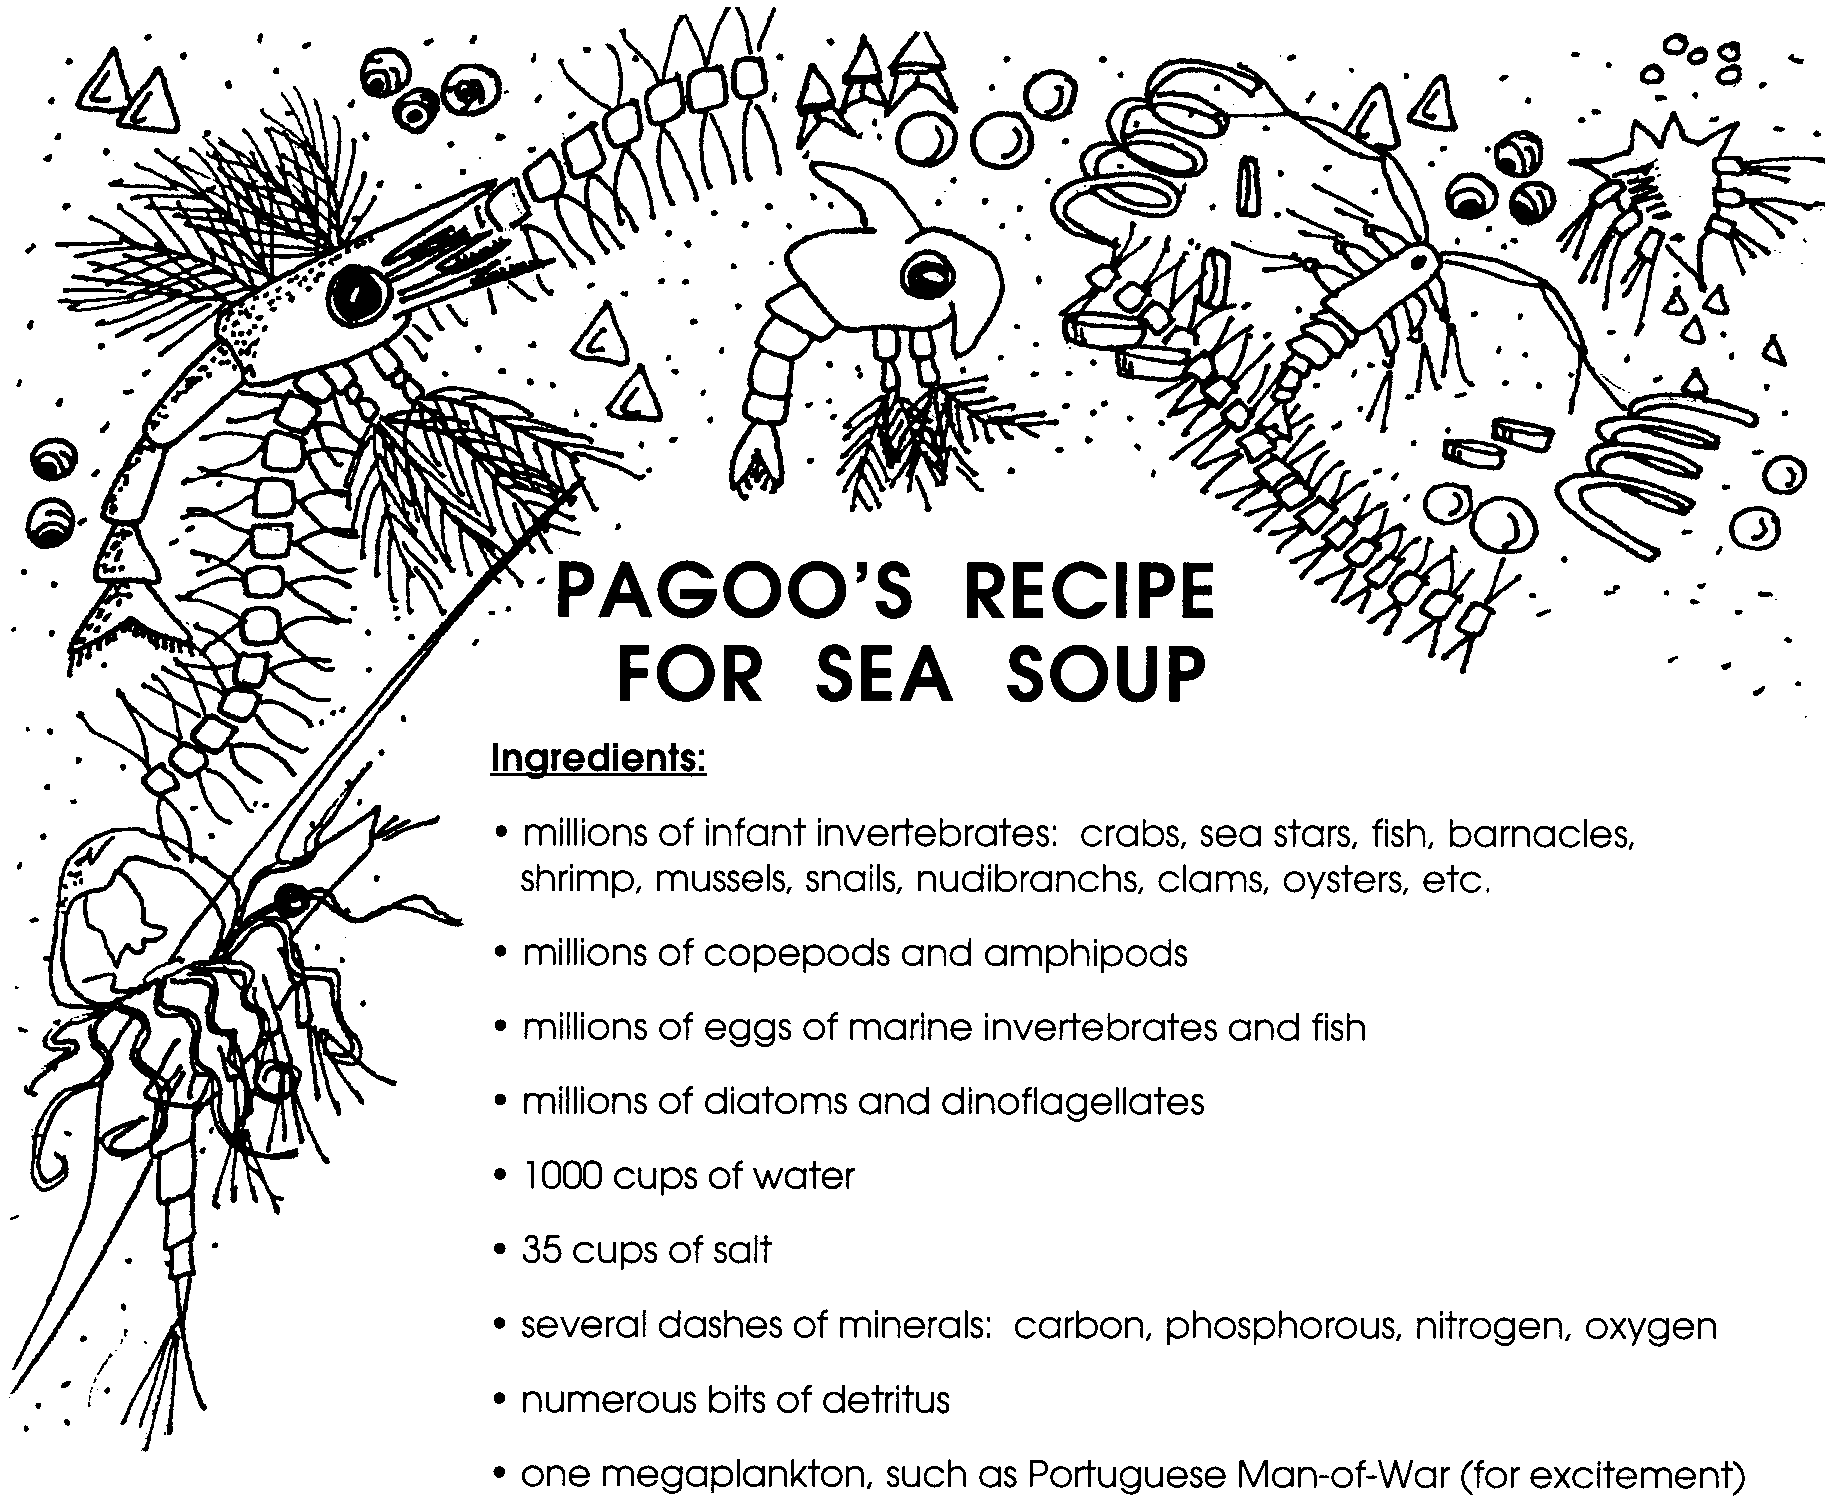 PAGOO'S RECIPE
FOR SEA SOUP
Ingredients:
• millions of infant invertebrates: crabs, sea stars, fish, barnacles,
shrimp, mussels, snails, nudibranchs, clams, oysters, etc.
• millions of copepods and amphipods
• millions of eggs of marine invertebrates and fish
• millions of diatoms and dinoflagellates
• 1000 cups of water
• 35 cups of salt
• several dashes of minerals: carbon, phosphorous, nitrogen, oxygen
• numerous bits of detritus
• one megaplankton, such as Portuguese Man-of-War (for excitement)